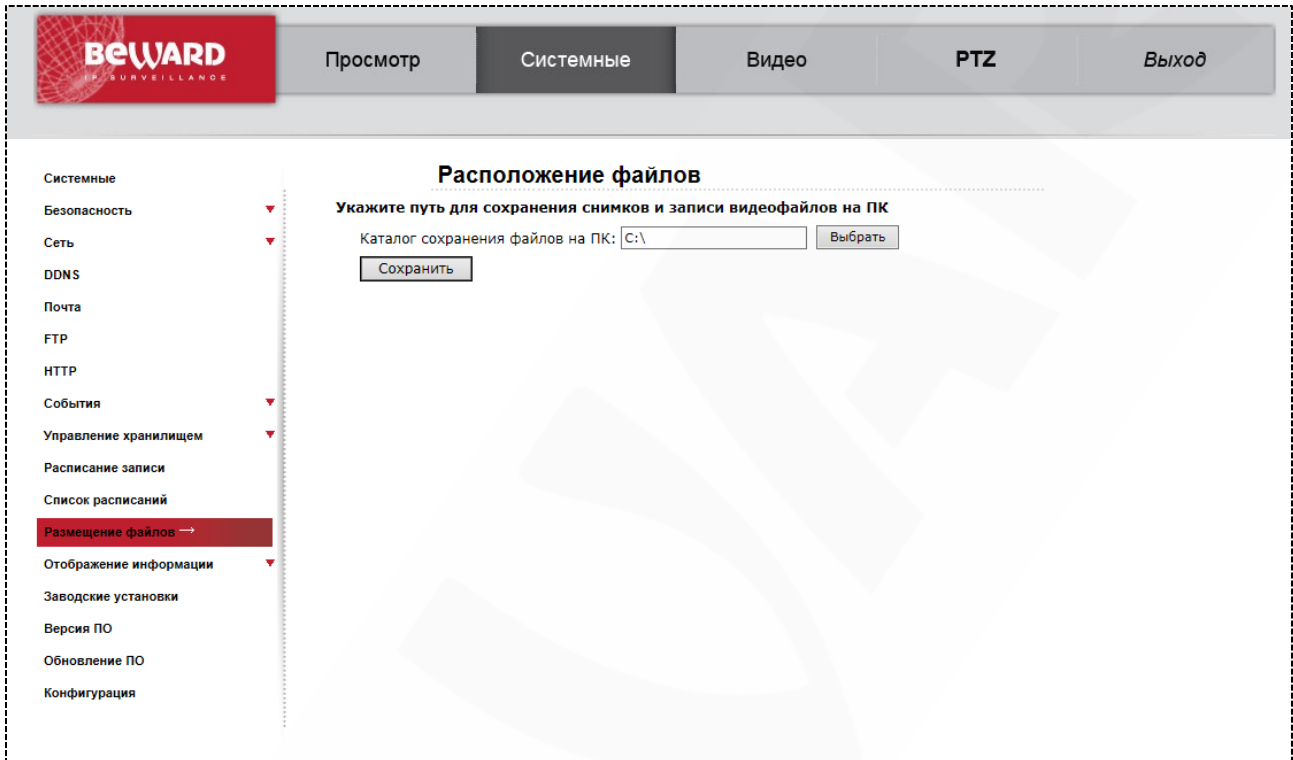 BEWARD
IP SURVEILLANCE
Просмотр Системные Видео PTZ Выход
Системные
Безопасность
Сеть
DDNS
Почта
FTP
HTTP
События
Управление хранилищем
Расписание записи
Список расписаний
Размещение файлов →
Отображение информации
Заводские установки
Версия ПО
Обновление ПО
Конфигурация
Расположение файлов
Укажите путь для сохранения снимков и записи видеофайлов на ПК
Каталог сохранения файлов на ПК: C:\ Выбрать
Сохранить